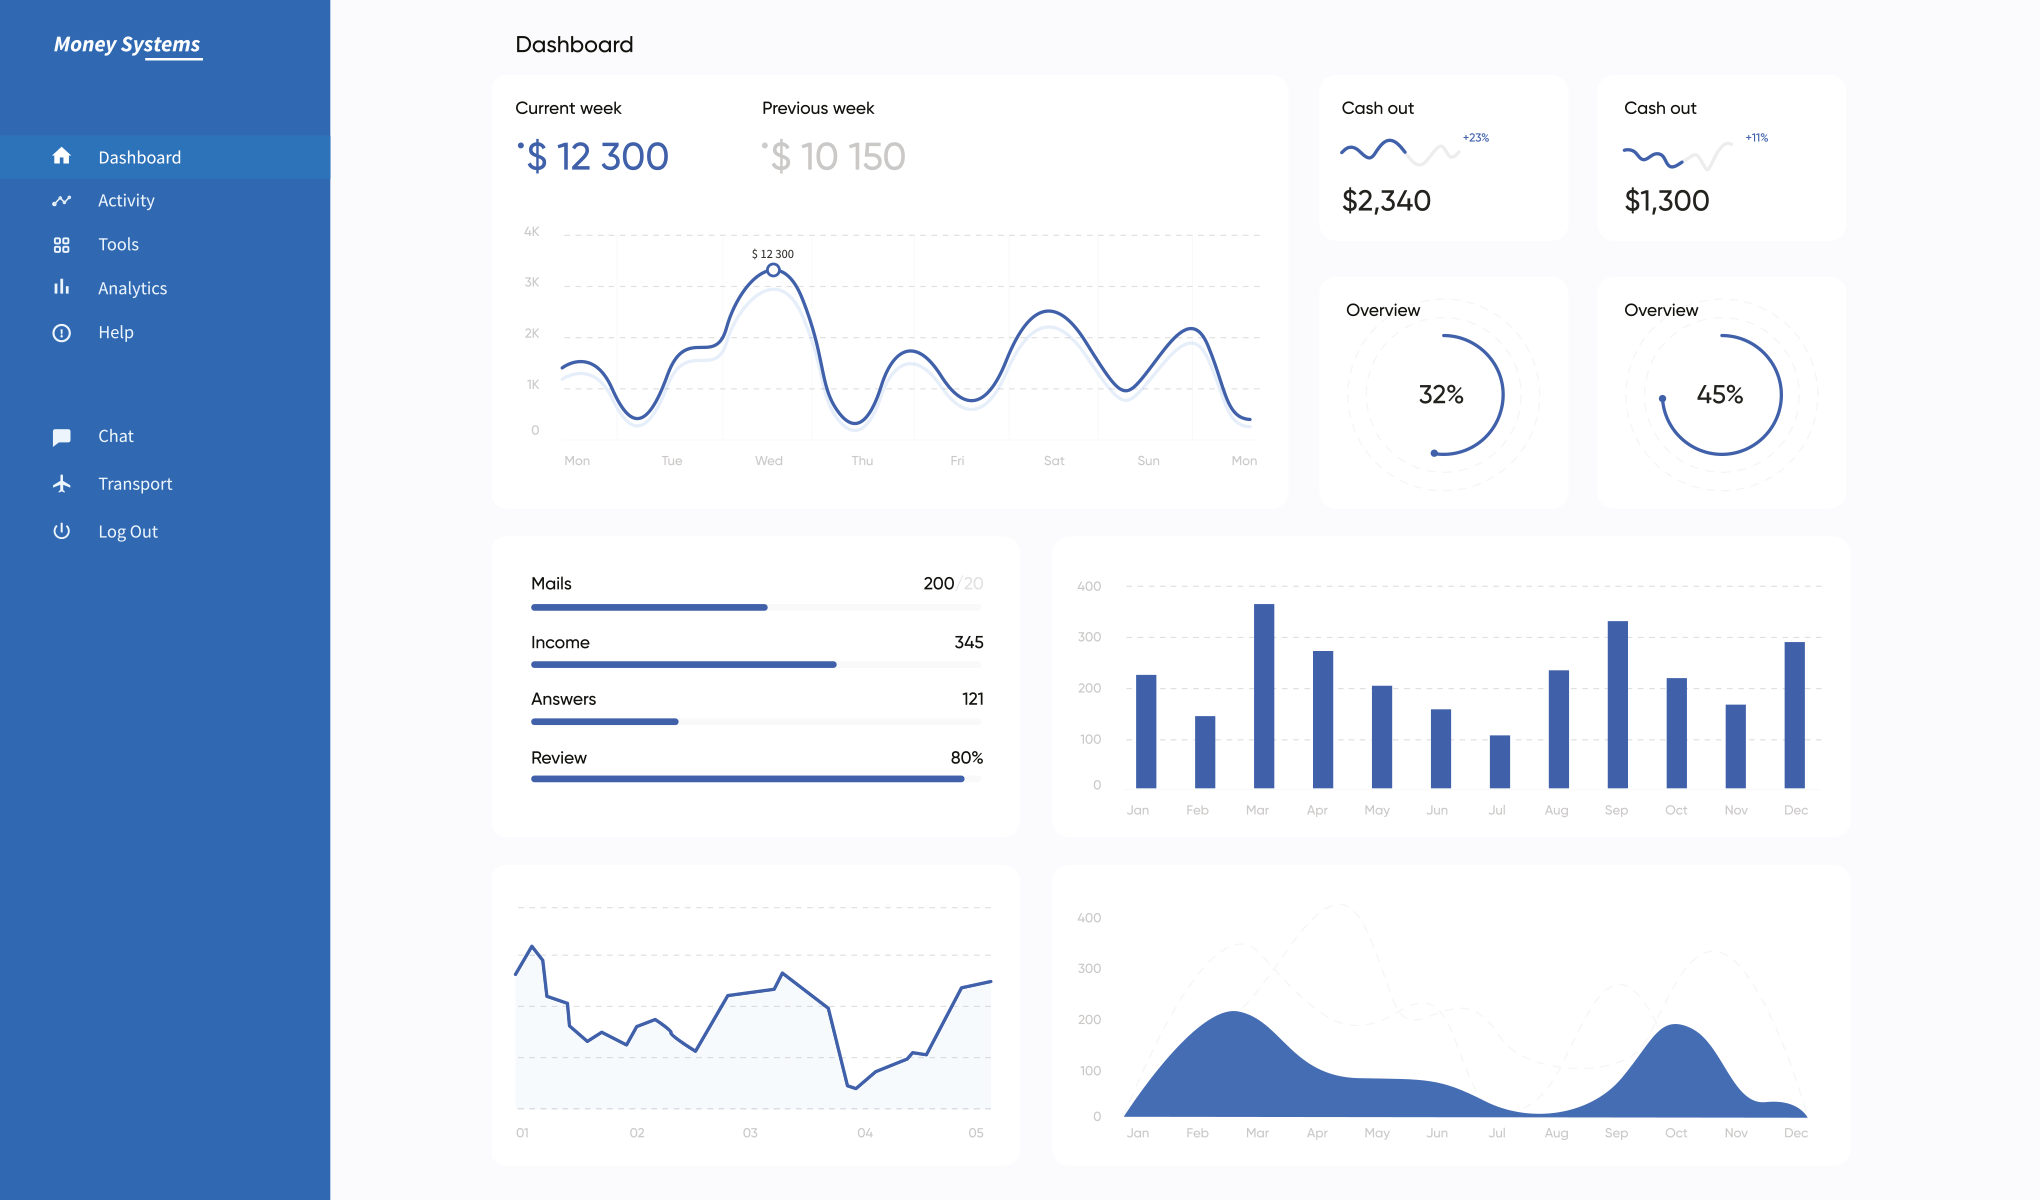 Money Systems
Dashboard
Activity
Tools
Analytics
Help
Chat
Transport
Log Out
Dashboard
Current week
Previous week
$ 12 300
$ 10 150
4K
3K
2K
1K
0
$ 12 300
Mon Tue Wed Thu Fri Sat Sun Mon
Cash out
+23%
$2,340
Cash out
+11%
$1,300
Overview
32%
Overview
45%
Mails 200/20
Income 345
Answers 121
Review 80%
400
300
200
100
0
Jan Feb Mar Apr May Jun Jul Aug Sep Oct Nov Dec
01 02 03 04 05
400
300
200
100
0
Jan Feb Mar Apr May Jun Jul Aug Sep Oct Nov Dec